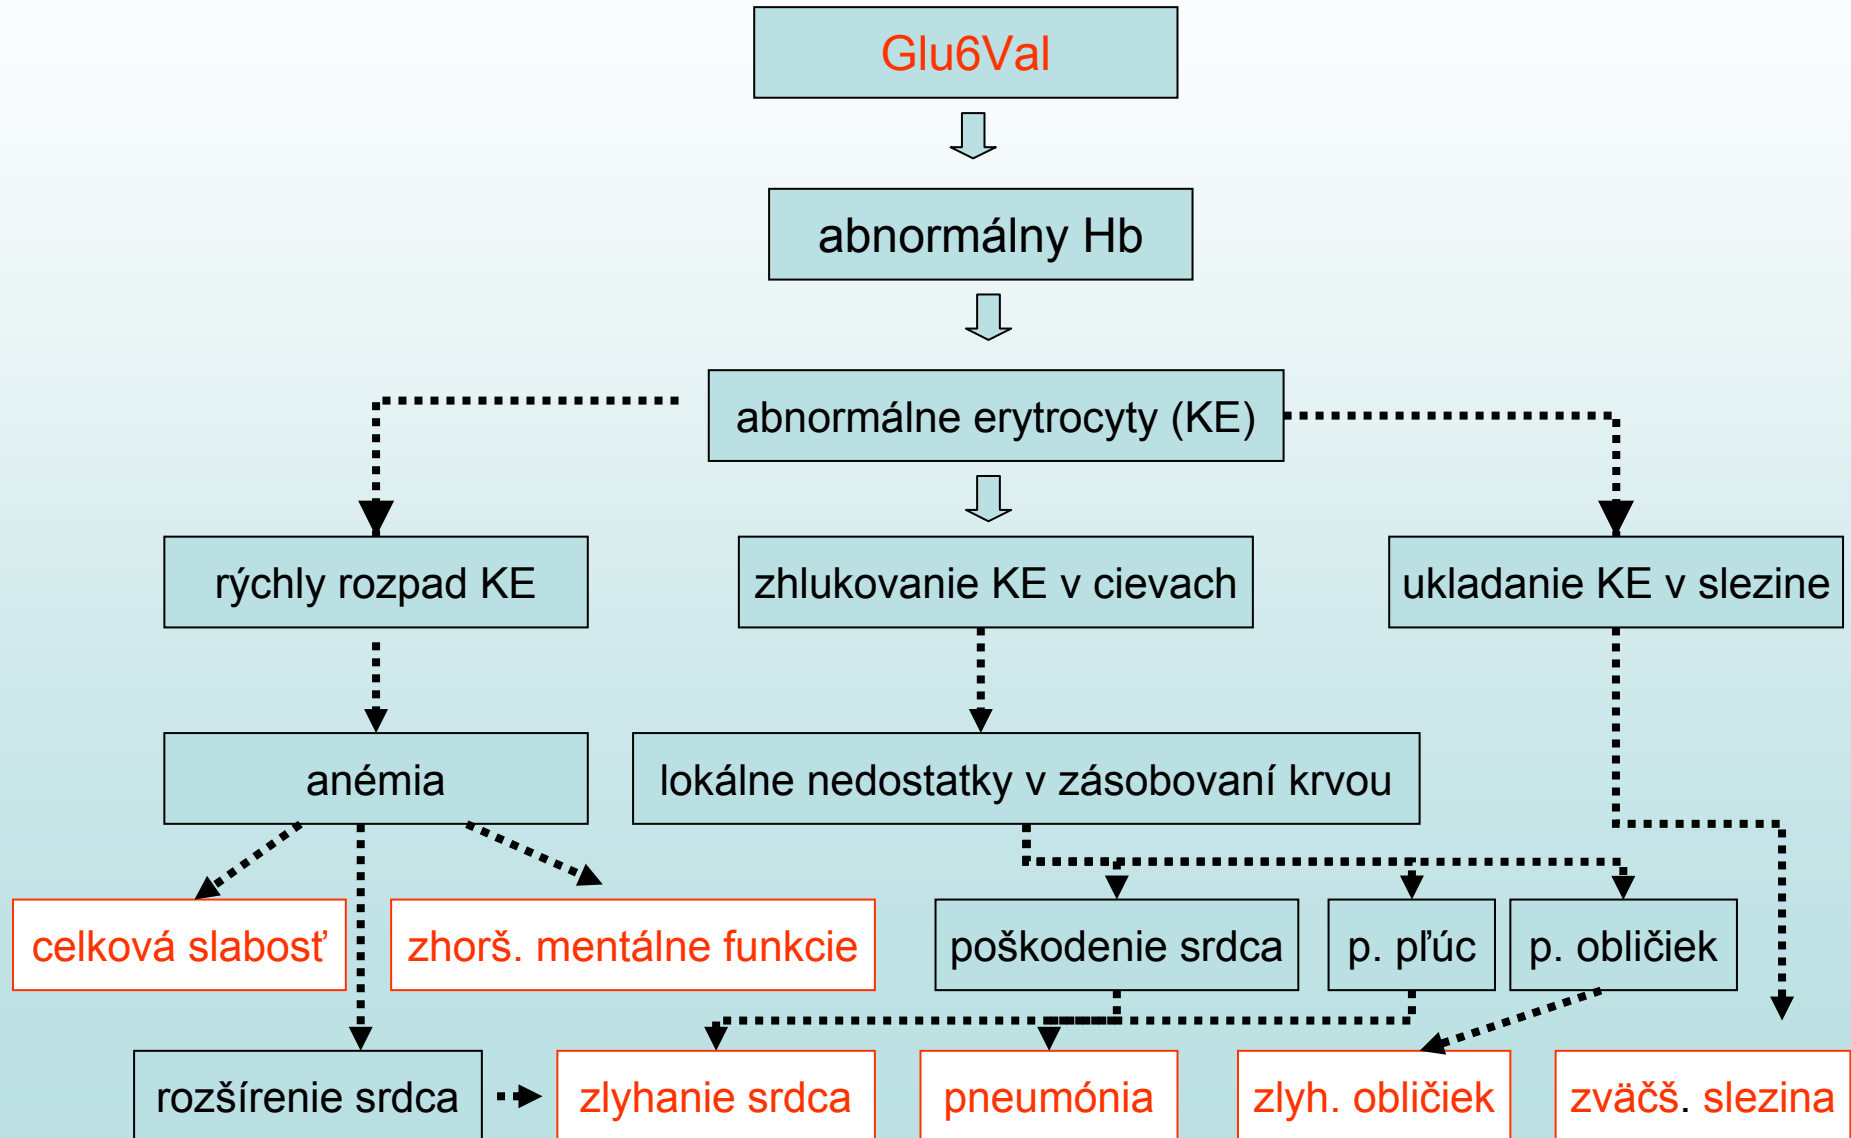 Glu6Val
abnormálny Hb
abnormálne erytrocyty (KE)
rýchly rozpad KE
zhlukovanie KE v cievach
ukladanie KE v slezine
anémia
lokálne nedostatky v zásobovaní krvou
celková slabosť
zhorš. mentálne funkcie
poškodenie srdca
p. pľúc
p. obličiek
rozšírenie srdca
zlyhanie srdca
pneumónia
zlyh. obličiek
zväčš. slezina